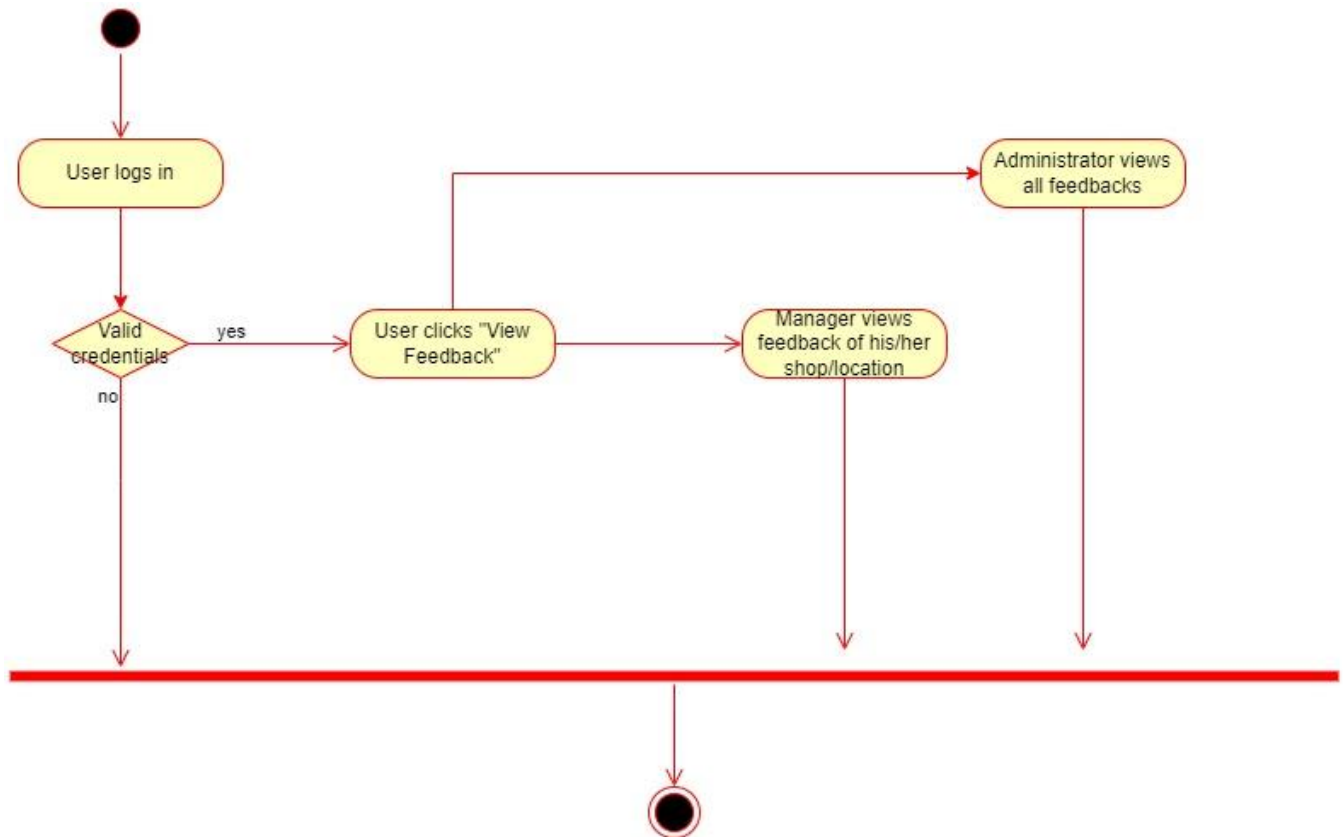 User logs in
Administrator views
all feedbacks
Valid
credentials
yes
User clicks "View
Feedback"
Manager views
feedback of his/her
shop/location
no